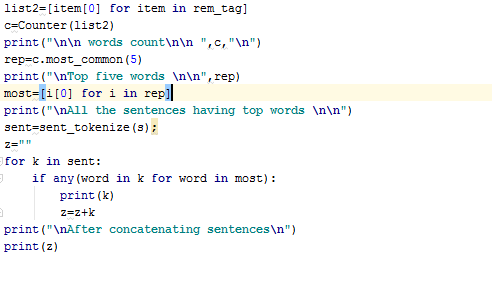 list2=[item[0] for item in rem_tag]
c=Counter(list2)
print("\n\n words count\n\n ",c,"\n")
rep=c.most_common(5)
print("\nTop five words \n\n",rep)
most=[i[0] for i in rep]
print("\nAll the sentences having top words \n\n")
sent=sent_tokenize(s);
z=""
for k in sent:
    if any(word in k for word in most):
        print(k)
        z=z+k
print("\nAfter concatenating sentences\n")
print(z)